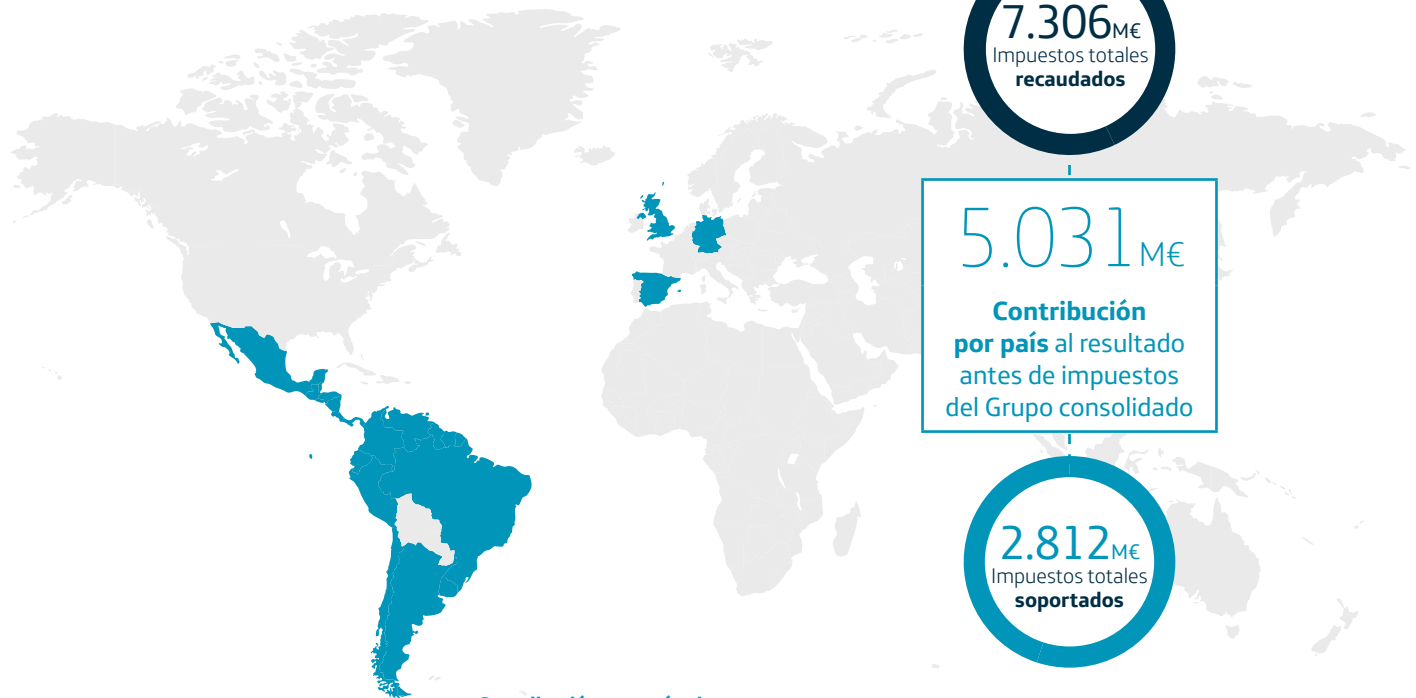 7.306M€
Impuestos totales
recaudados
5.031M€
Contribución
por país al resultado
antes de impuestos
del Grupo consolidado
2.812M€
Impuestos totales
soportados